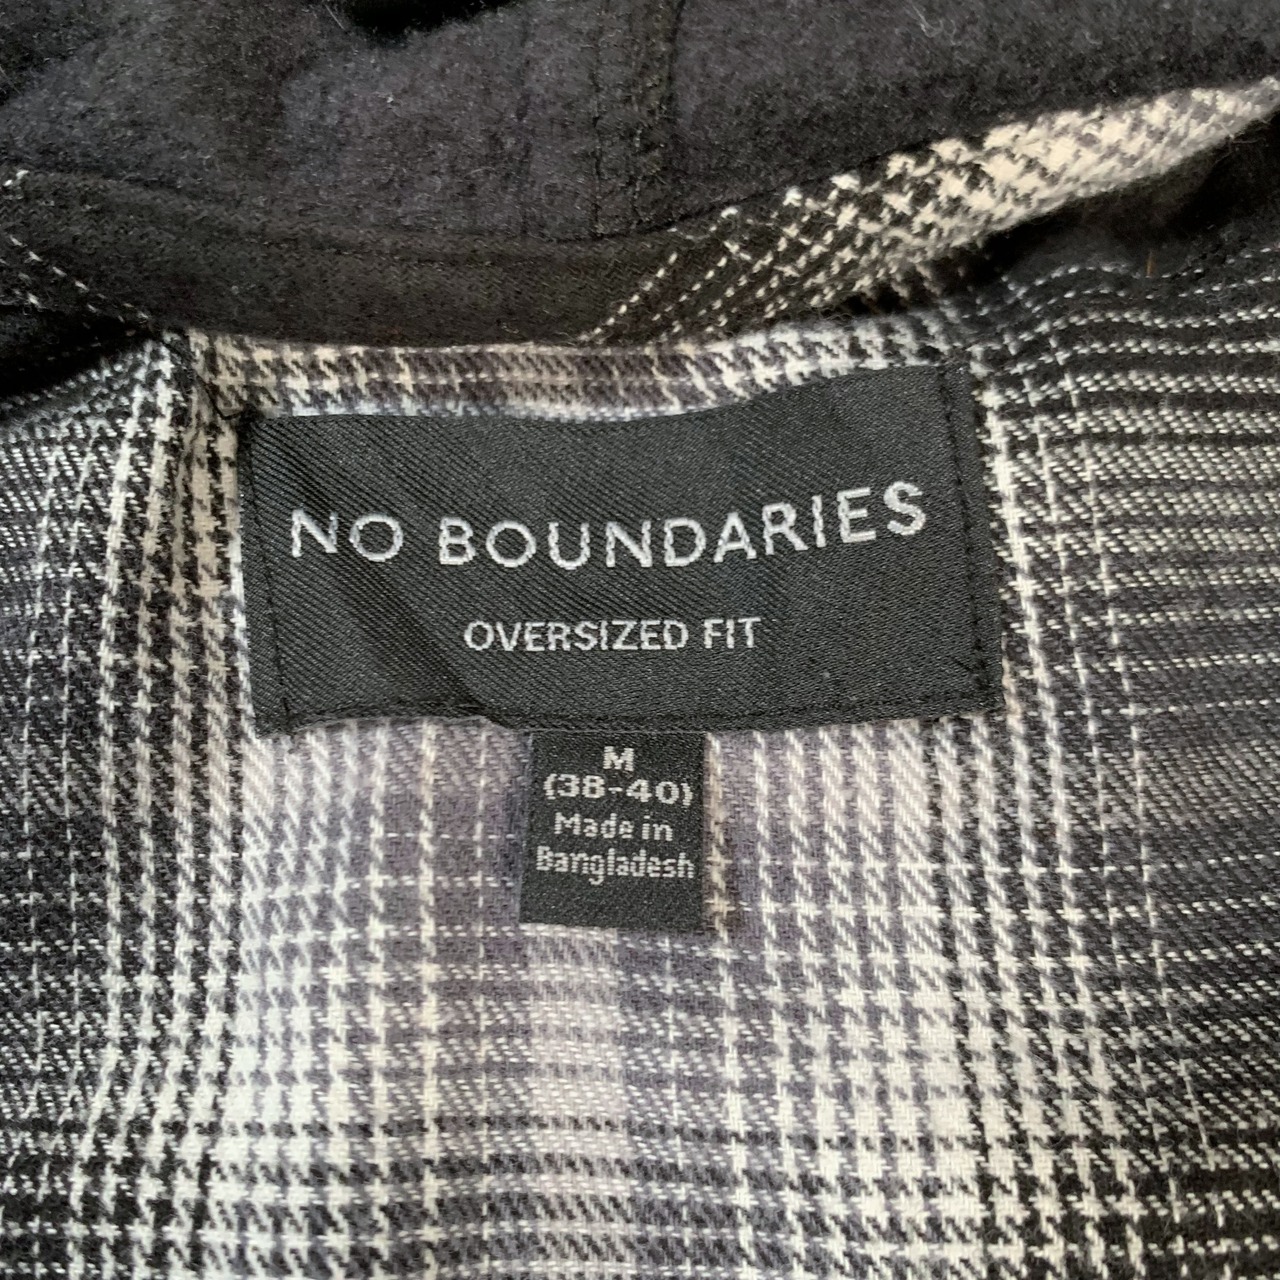 NO BOUNDARIES
OVERSIZED FIT
M
(38-40)
Made in
Bangladesh